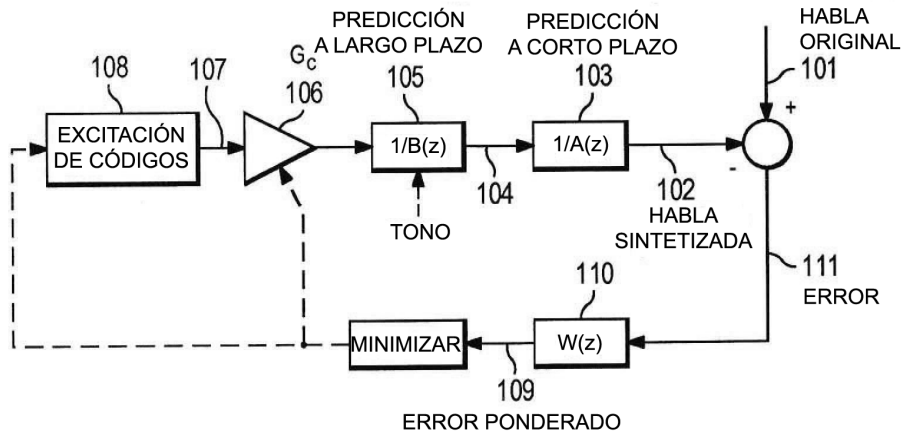 PREDICCIÓN
A LARGO PLAZO
PREDICCIÓN
A CORTO PLAZO
HABLA
ORIGINAL
108
107
Gc
106
105
103
101
+
EXCITACIÓN
DE CÓDIGOS
1/B(z)
1/A(z)
-
104
102
TONO
HABLA
SINTETIZADA
111
ERROR
110
MINIMIZAR
W(z)
109
ERROR PONDERADO